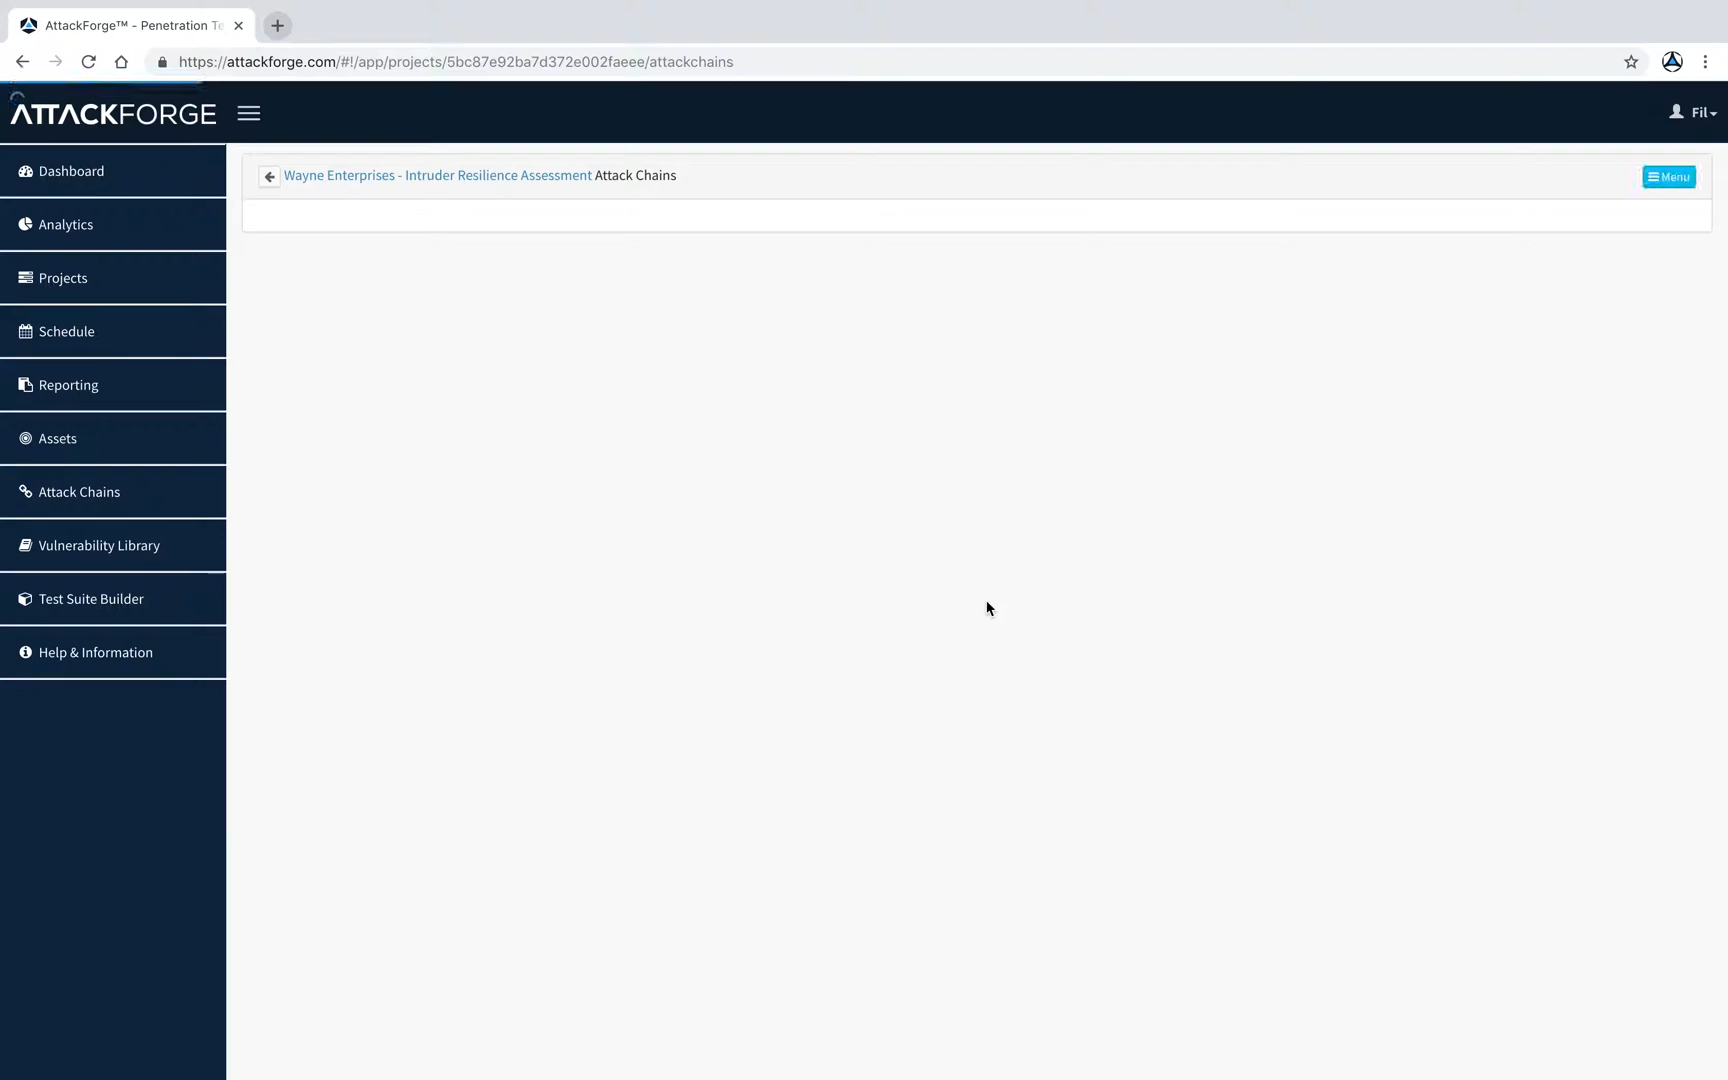 AttackForge™ - Penetration Te
https://attackforge.com/#!/app/projects/5bc87e92ba7d372e002faeee/attackchains
ATTACKFORGE
Fil
Dashboard
Analytics
Projects
Schedule
Reporting
Assets
Attack Chains
Vulnerability Library
Test Suite Builder
Help & Information
Wayne Enterprises - Intruder Resilience Assessment Attack Chains
Menu